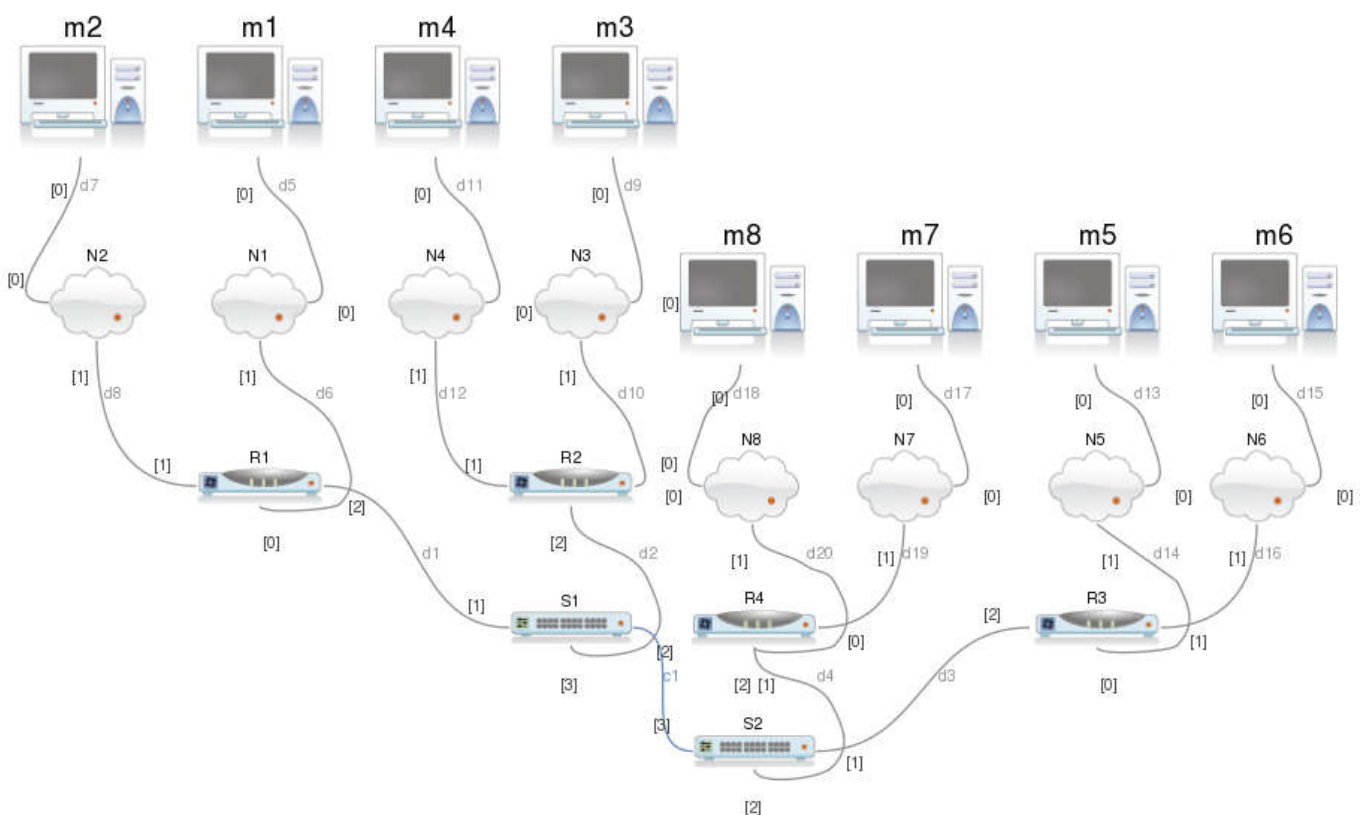 m2 m1 m4 m3
[0] d7 [0] d5 [0] d11 [0] d9
m8 m7 m5 m6
N2 N1 N4 N3
[0] [0] [0] [0]
[1] d8 [1] d6 [1] d12 [1] d10
[0] d18 [0] d17 [0] d13 [0] d15
N8 N7 N5 N6
R1 R2
[1] [1] [0]
[2] [0] [0] [0] [0]
[0] [2] d1 d2 [1] d20 [1] d19 [1] d14 [1] d16
S1 R4 R3
[1] [2]
[2] [0] [1]
[3] c1 [2] [1] d4 d3 [0]
[3] S2
[1]
[2]